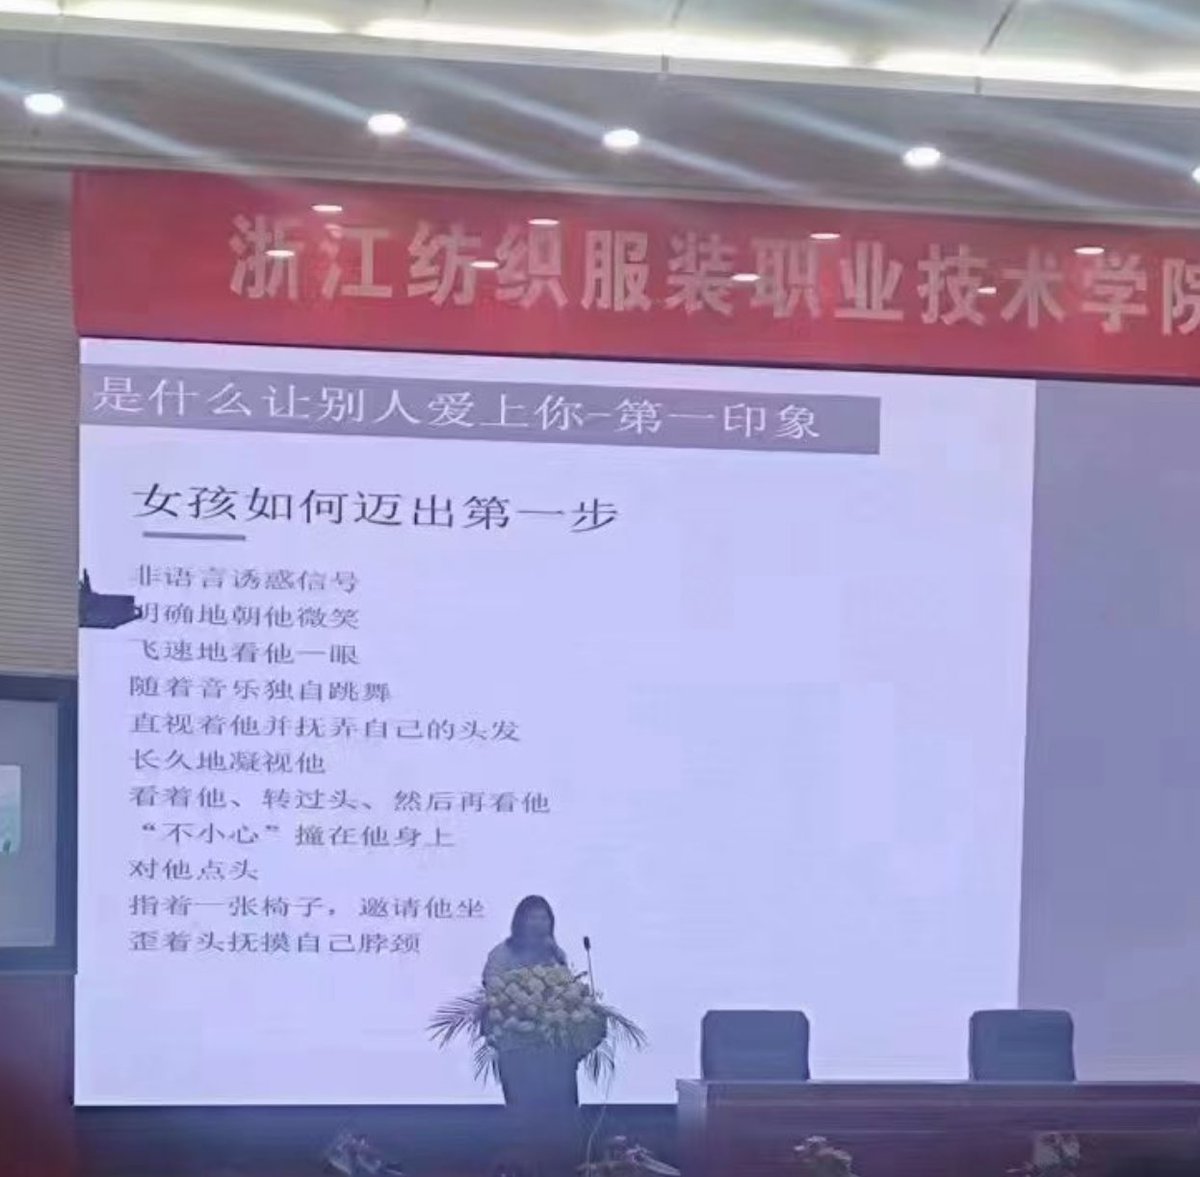 浙江纺织服装职业技术学院
是什么让别人爱上你-第一印象
女孩如何迈出第一步
非语言诱惑信号
明确地朝他微笑
飞速地看他一眼
随着音乐独自跳舞
直视着他并抚弄自己的头发
长久地凝视他
看着他、转过头、然后再看他
“不小心”撞在他身上
对他点头
指着一张椅子，邀请他坐
歪着头抚摸自己脖颈